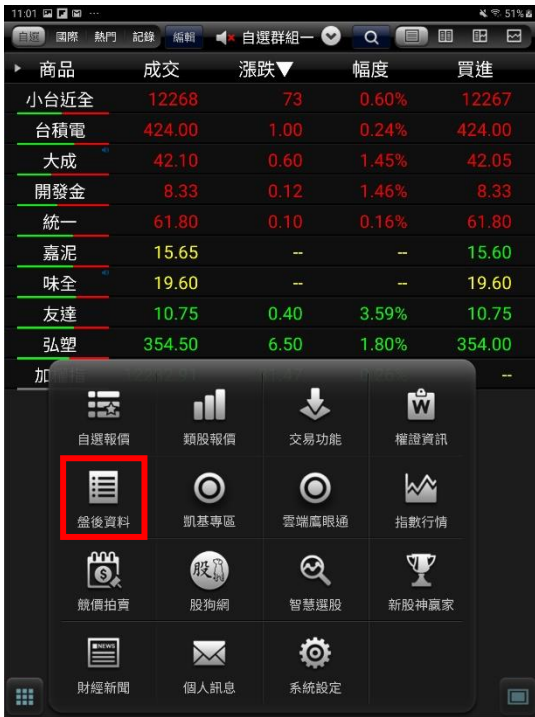 11:01 51%
自選 國際 熱門 記錄 編輯 自選群組一
商品 成交 漲跌▼ 幅度 買進
小台近全 12268 73 0.60% 12267
台積電 424.00 1.00 0.24% 424.00
大成 42.10 0.60 1.45% 42.05
開發金 8.33 0.12 1.46% 8.33
統一 61.80 0.10 0.16% 61.80
嘉泥 15.65 -- -- 15.60
味全 19.60 -- -- 19.60
友達 10.75 0.40 3.59% 10.75
弘塑 354.50 6.50 1.80% 354.00
加 --
自選報價 類股報價 交易功能 權證資訊
盤後資料 凱基專區 雲端鷹眼通 指數行情
競價拍賣 股狗網 智慧選股 新股神贏家
財經新聞 個人訊息 系統設定
W
股
NEWS